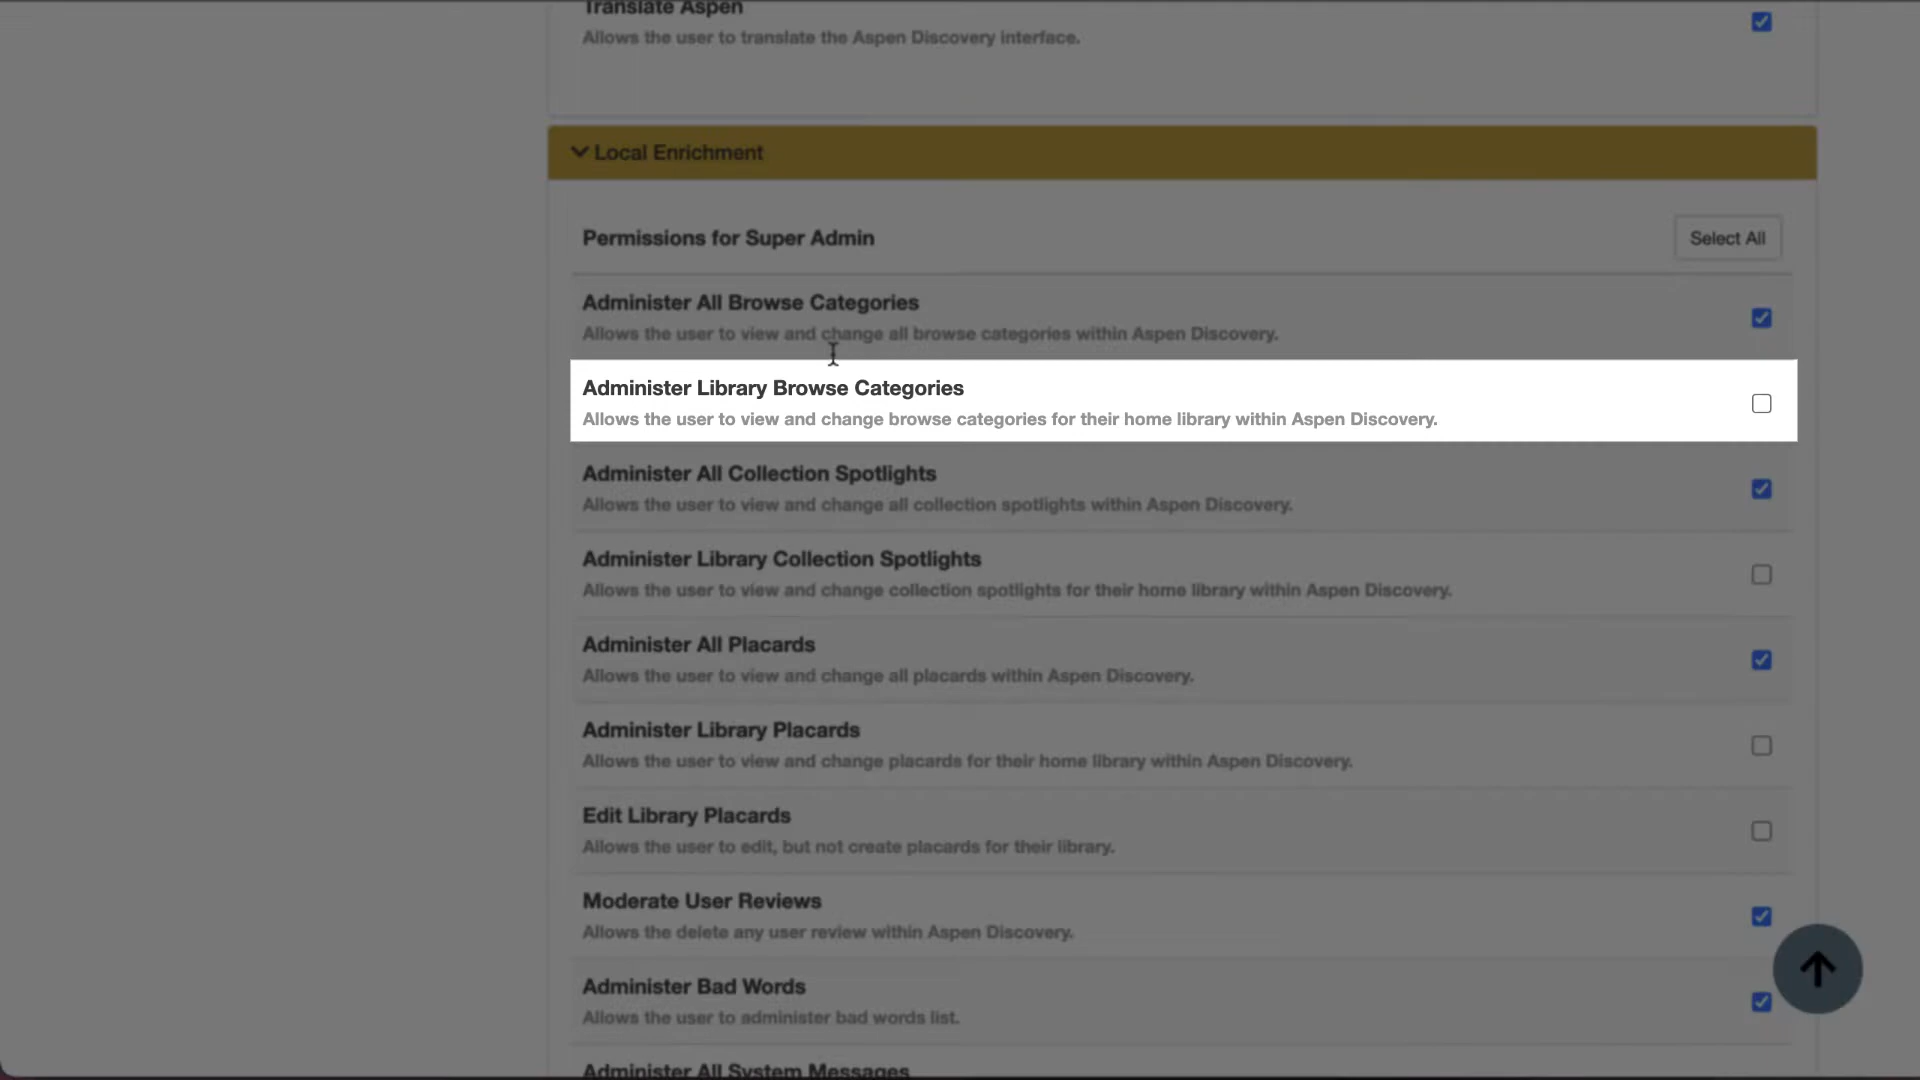 Translate Aspen
Allows the user to translate the Aspen Discovery interface.
Local Enrichment
Permissions for Super Admin
Select All
Administer All Browse Categories
Allows the user to view and change all browse categories within Aspen Discovery.
Administer Library Browse Categories
Allows the user to view and change browse categories for their home library within Aspen Discovery.
Administer All Collection Spotlights
Allows the user to view and change all collection spotlights within Aspen Discovery.
Administer Library Collection Spotlights
Allows the user to view and change collection spotlights for their home library within Aspen Discovery.
Administer All Placards
Allows the user to view and change all placards within Aspen Discovery.
Administer Library Placards
Allows the user to view and change placards for their home library within Aspen Discovery.
Edit Library Placards
Allows the user to edit, but not create placards for their library.
Moderate User Reviews
Allows the delete any user review within Aspen Discovery.
Administer Bad Words
Allows the user to administer bad words list.
Administer All System Messages